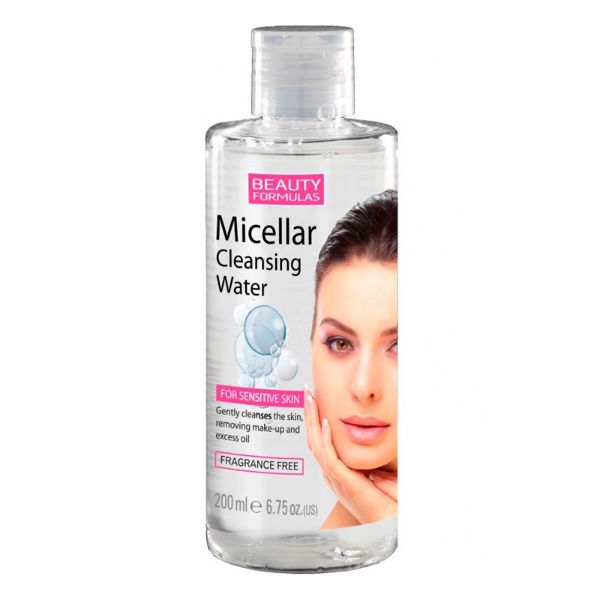 BEAUTY
FORMULAS
Micellar
Cleansing
Water
FOR SENSITIVE SKIN
Gently cleanses the skin,
removing make-up and
excess oil
FRAGRANCE FREE
200 ml ℮ 6.75 oz.(US)